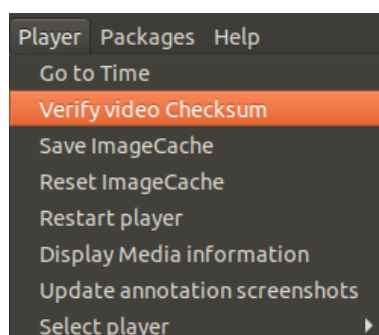 Player Packages Help
Go to Time
Verify video Checksum
Save ImageCache
Reset ImageCache
Restart player
Display Media information
Update annotation screenshots
Select player